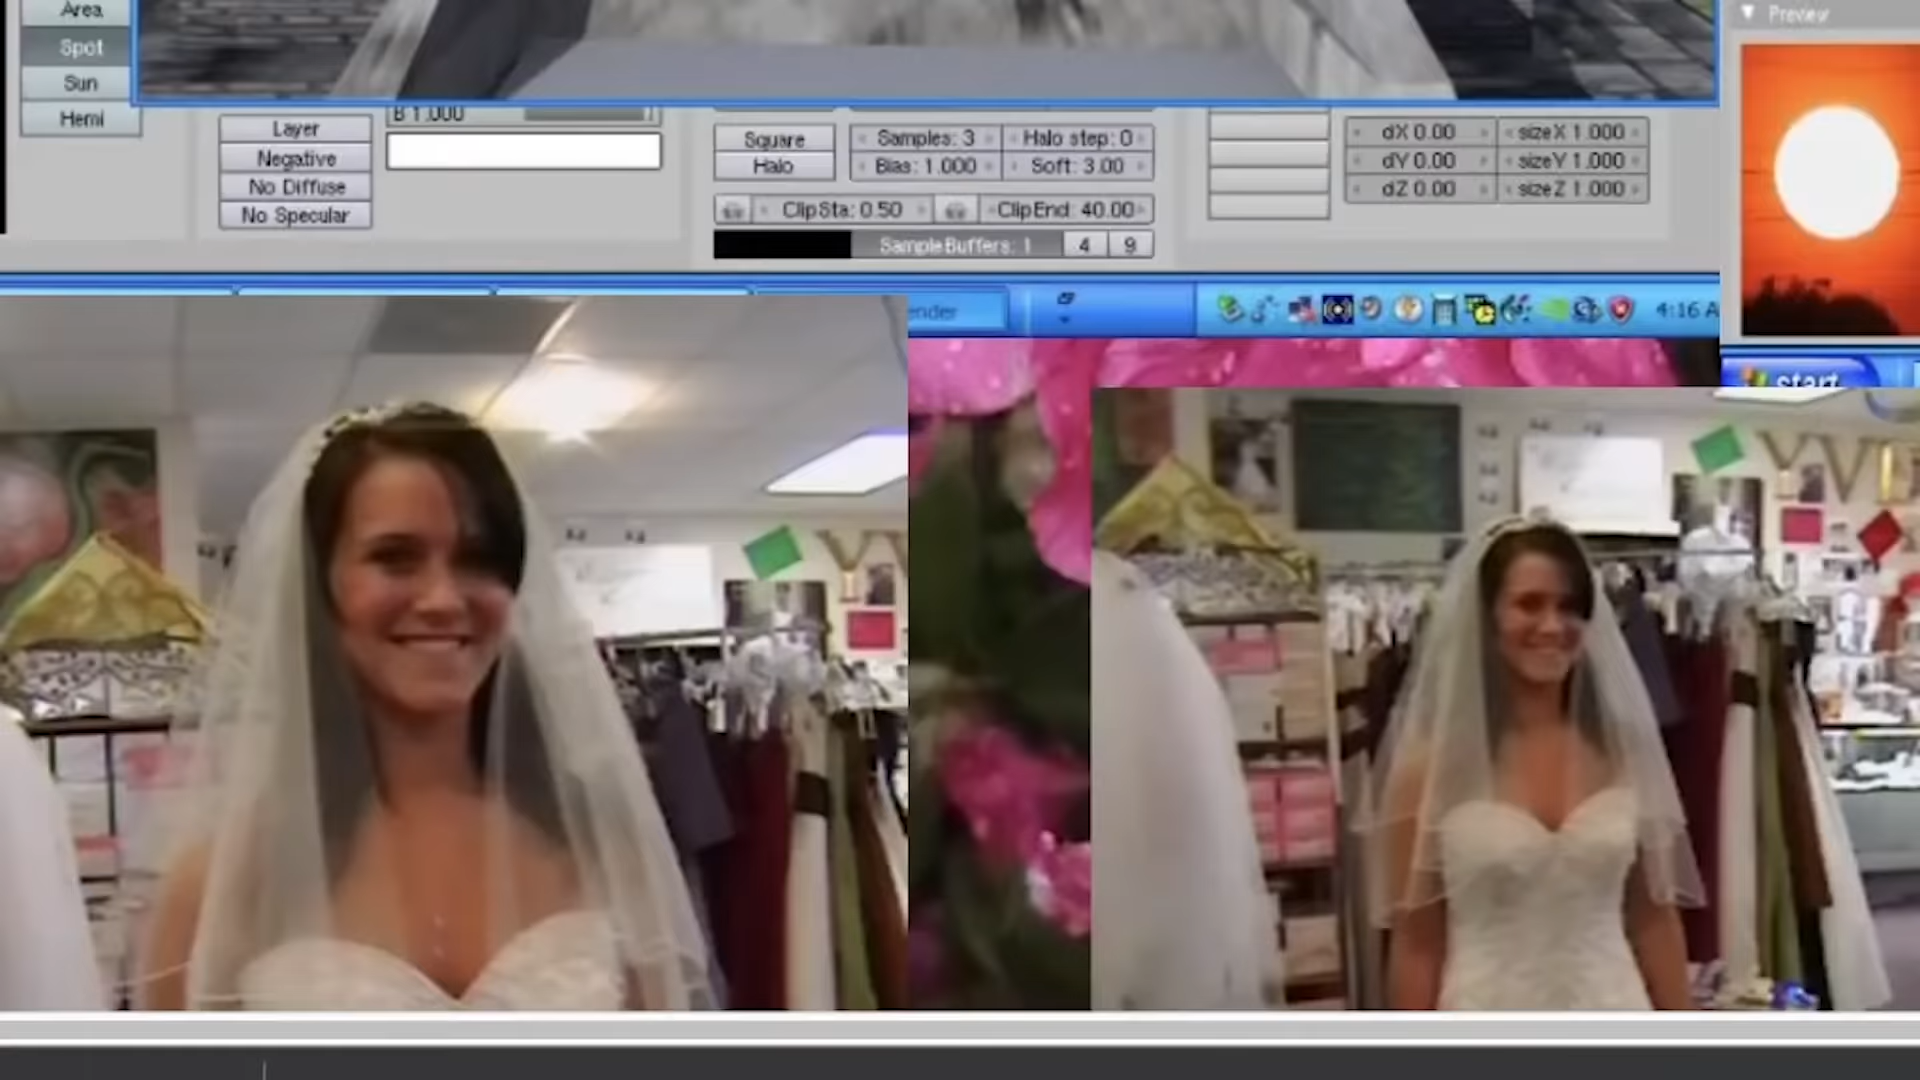 Area
Preview
Spot
Sun
Hemi
B 1.000
Layer
Negative
No Diffuse
No Specular
Square
Halo
Samples: 3
Halo step: 0
Bias: 1.000
Soft: 3.00
ClipSta: 0.50
ClipEnd: 40.00
SampleBuffers: 1
4
9
dX 0.00
sizeX 1.000
dY 0.00
sizeY 1.000
dZ 0.00
sizeZ 1.000
ender
4:16 A
start